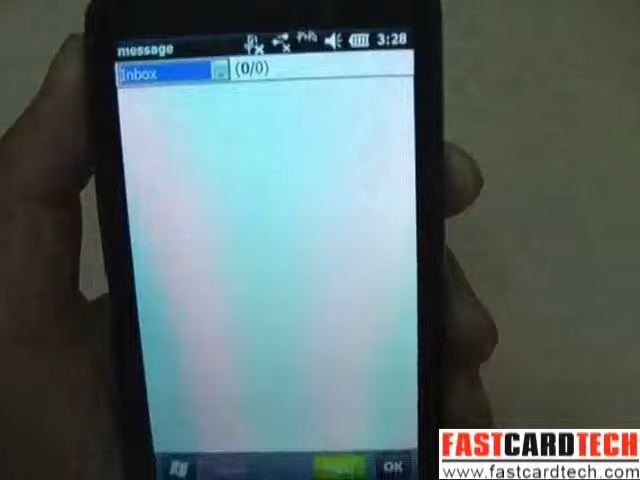 message 3:28
Inbox (0/0)
OK
FASTCARDTECH
www.fastcardtech.com